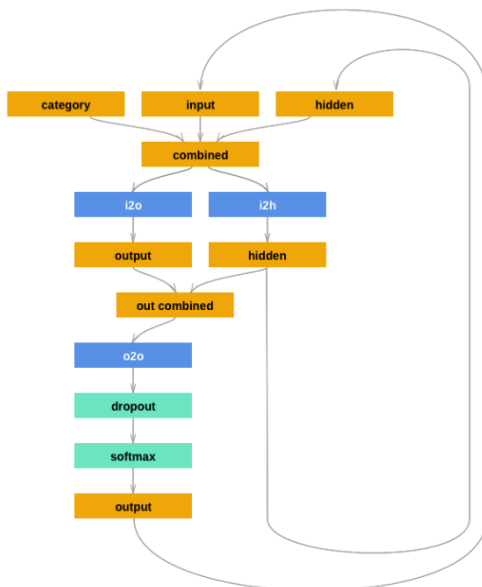 category
input
hidden
combined
i2o
i2h
output
hidden
out combined
o2o
dropout
softmax
output